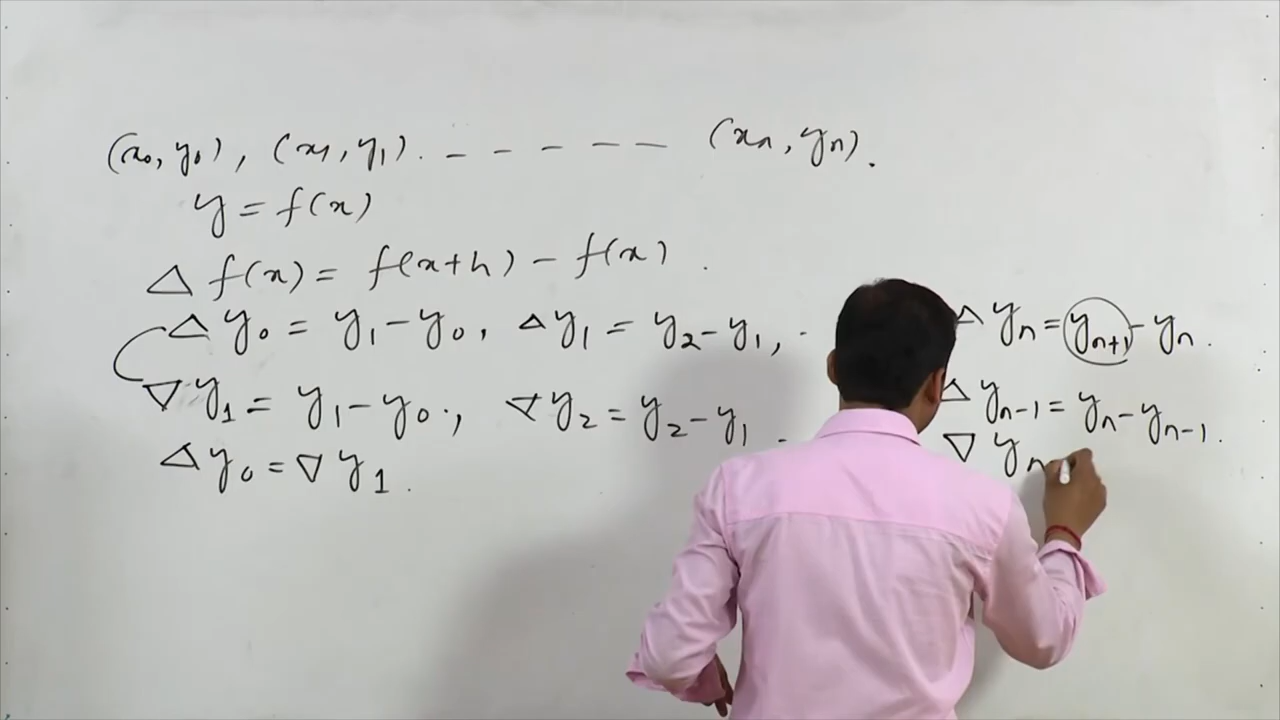 (x₀, y₀), (x₁, y₁). – – – – – (xₙ, yₙ).
y = f(x)
Δ f(x) = f(x+h) – f(x).
Δ y₀ = y₁ – y₀, Δ y₁ = y₂ – y₁, - Δ yₙ = yₙ₊₁ – yₙ.
∇ y₁ = y₁ – y₀., ∇ y₂ = y₂ – y₁ - Δ yₙ₋₁ = yₙ – yₙ₋₁.
Δ y₀ = ∇ y₁. ∇ yₙ